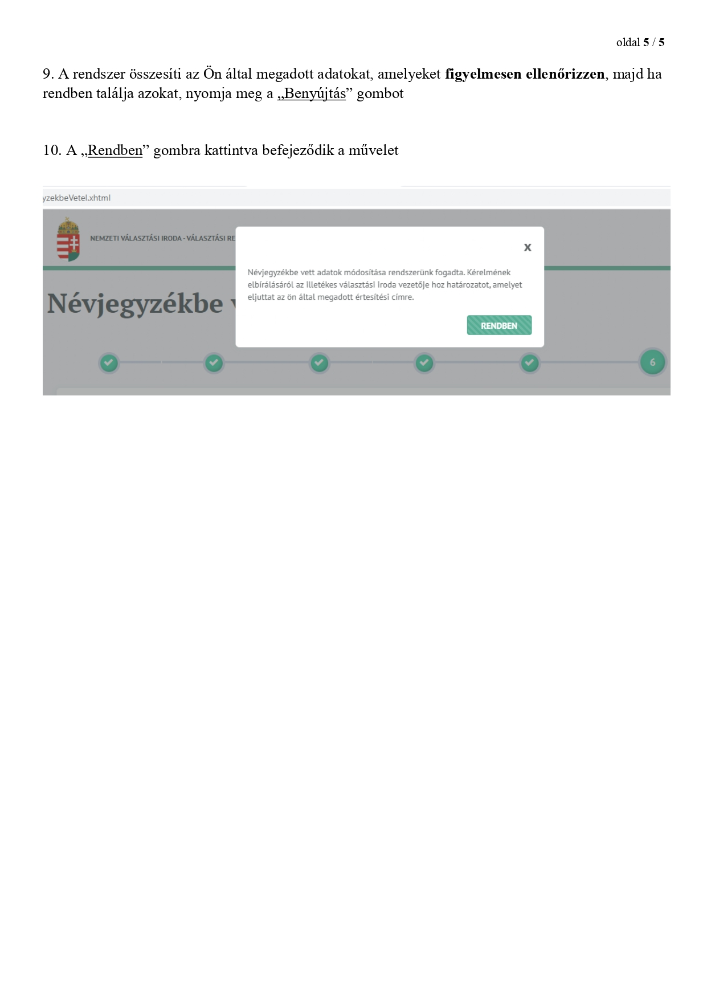 oldal 5 / 5
9. A rendszer összesíti az Ön által megadott adatokat, amelyeket figyelmesen ellenőrizzen, majd ha
rendben találja azokat, nyomja meg a „Benyújtás” gombot
10. A „Rendben” gombra kattintva befejeződik a művelet
yzekbeVetel.xhtml
NEMZETI VÁLASZTÁSI IRODA - VÁLASZTÁSI RE
X
Névjegyzékbe vett adatok módosítása rendszerünk fogadta. Kérelmének
elbírálásáról az illetékes választási iroda vezetője hoz határozatot, amelyet
eljuttat az ön által megadott értesítési címre.
Névjegyzékbe
RENDBEN
6